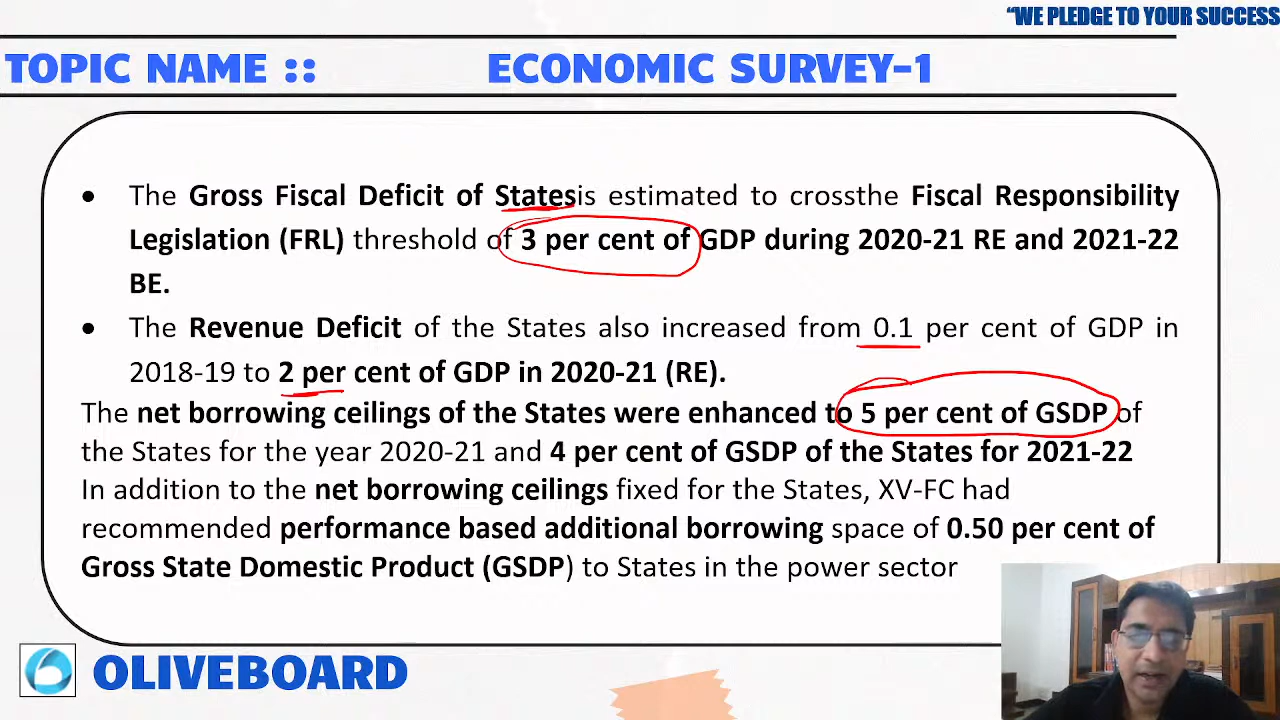 “WE PLEDGE TO YOUR SUCCESS
TOPIC NAME :: ECONOMIC SURVEY-1
• The Gross Fiscal Deficit of Statesis estimated to crossthe Fiscal Responsibility
Legislation (FRL) threshold of 3 per cent of GDP during 2020-21 RE and 2021-22
BE.
• The Revenue Deficit of the States also increased from 0.1 per cent of GDP in
2018-19 to 2 per cent of GDP in 2020-21 (RE).
The net borrowing ceilings of the States were enhanced to 5 per cent of GSDP of
the States for the year 2020-21 and 4 per cent of GSDP of the States for 2021-22
In addition to the net borrowing ceilings fixed for the States, XV-FC had
recommended performance based additional borrowing space of 0.50 per cent of
Gross State Domestic Product (GSDP) to States in the power sector
OLIVEBOARD